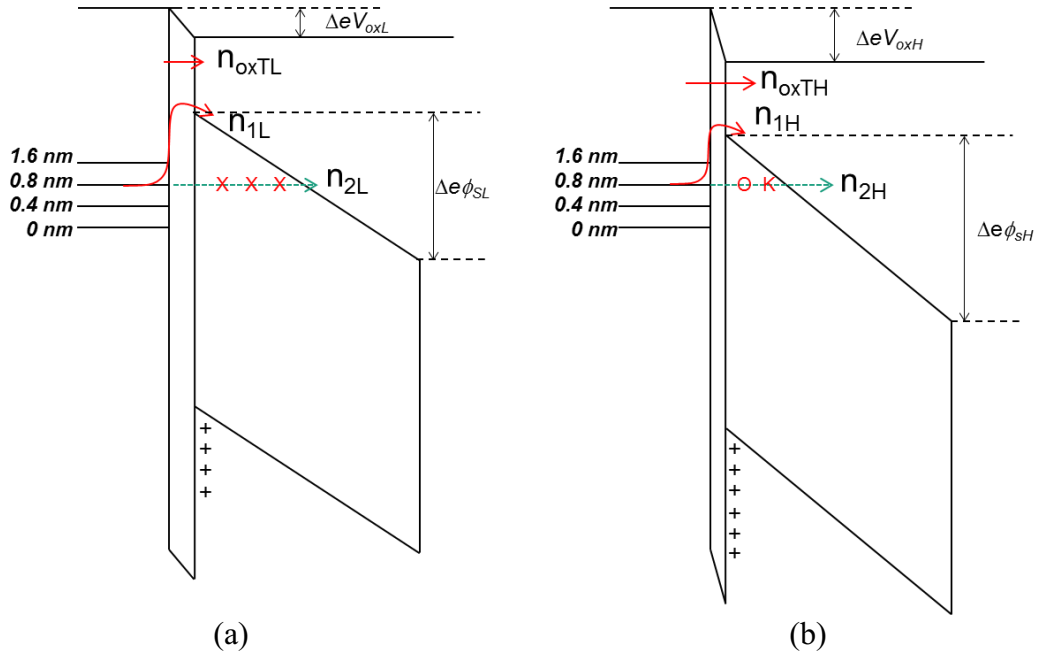 ΔeV_oxL
n_oxTL
n_1L
1.6 nm
0.8 nm
0.4 nm
0 nm
X X X
n_2L
Δeϕ_SL
+
+
+
+
(a)
ΔeV_oxH
n_oxTH
n_1H
1.6 nm
0.8 nm
0.4 nm
0 nm
O K
n_2H
Δeϕ_sH
+
+
+
+
+
+
(b)